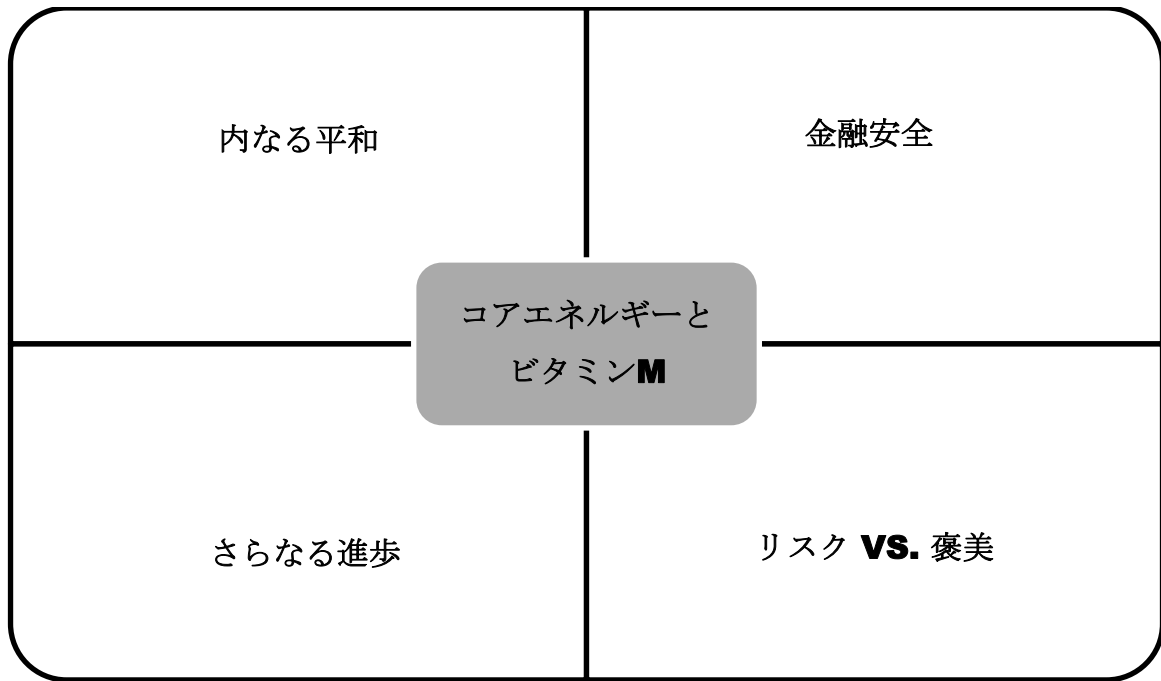 内なる平和
金融安全
コアエネルギーと
ビタミンM
さらなる進歩
リスク VS. 褒美